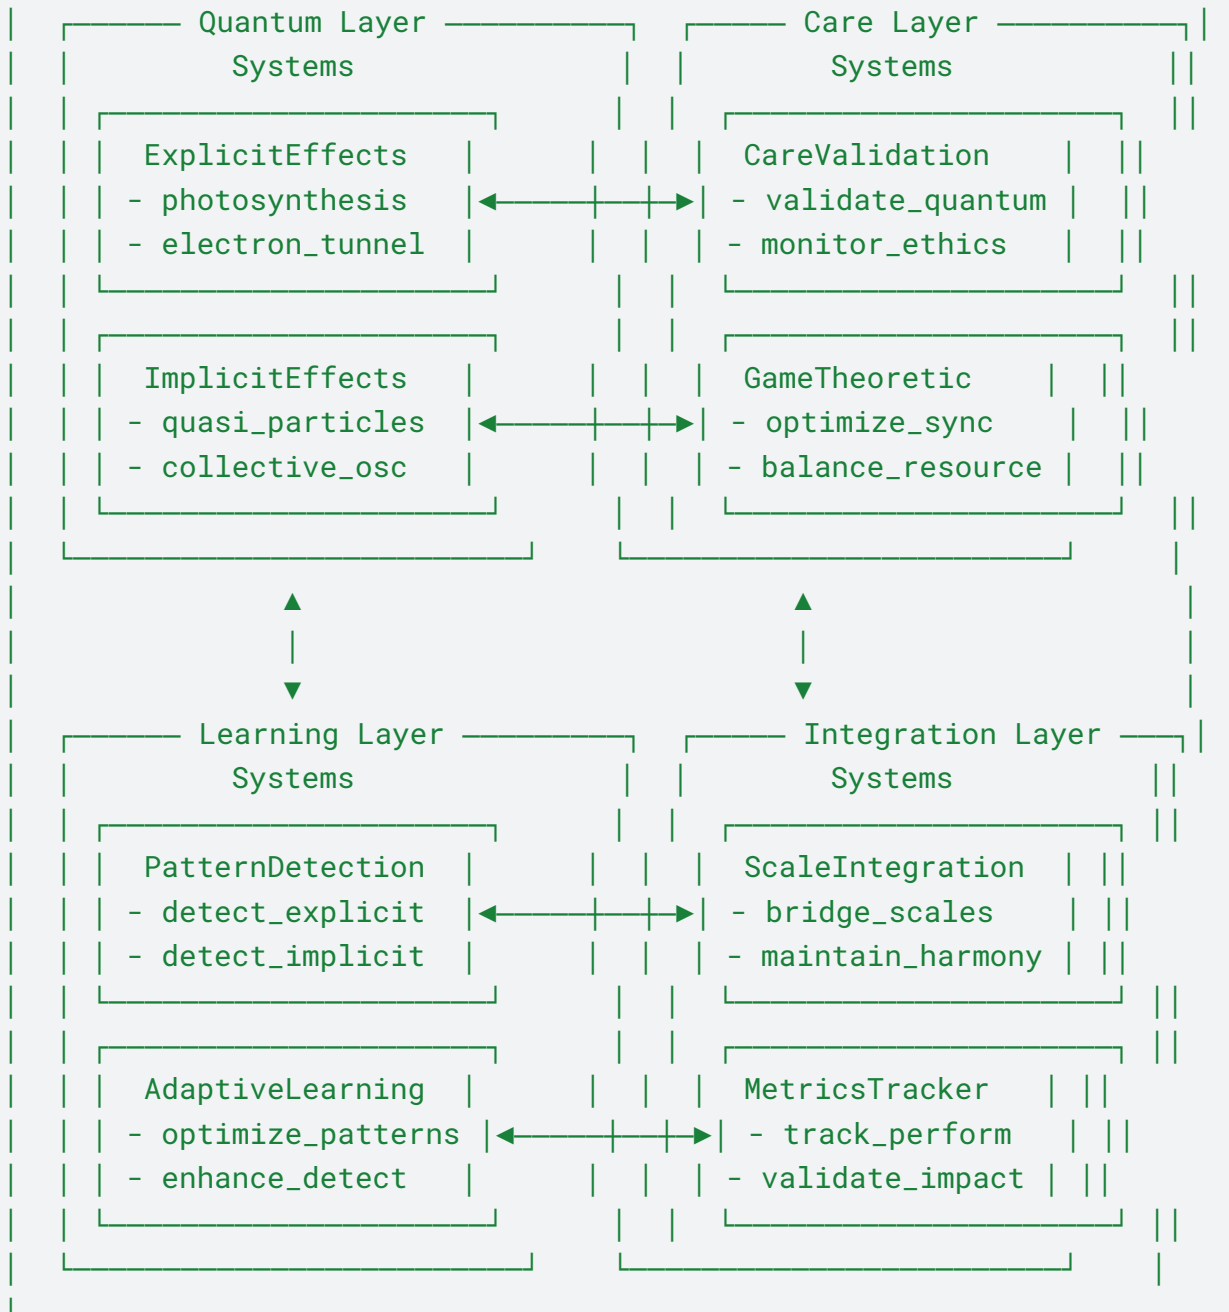 Quantum Layer Care Layer
Systems Systems
ExplicitEffects CareValidation
- photosynthesis - validate_quantum
- electron_tunnel - monitor_ethics
ImplicitEffects GameTheoretic
- quasi_particles - optimize_sync
- collective_osc - balance_resource
Learning Layer Integration Layer
Systems Systems
PatternDetection ScaleIntegration
- detect_explicit - bridge_scales
- detect_implicit - maintain_harmony
AdaptiveLearning MetricsTracker
- optimize_patterns - track_perform
- enhance_detect - validate_impact